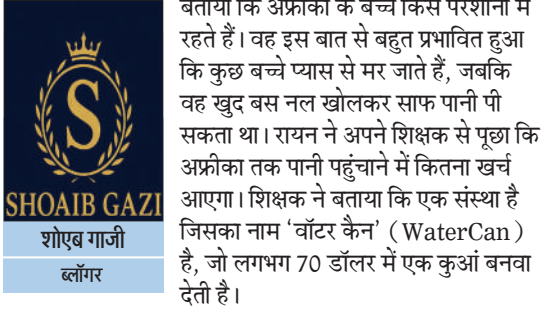 S
SHOAIB GAZI
शोएब गाजी
ब्लॉगर
बताया कि अफ्रीका के बच्चे किस परेशानी में
रहते हैं। वह इस बात से बहुत प्रभावित हुआ
कि कुछ बच्चे प्यास से मर जाते हैं, जबकि
वह खुद बस नल खोलकर साफ पानी पी
सकता था। रायन ने अपने शिक्षक से पूछा कि
अफ्रीका तक पानी पहुंचाने में कितना खर्च
आएगा। शिक्षक ने बताया कि एक संस्था है
जिसका नाम ‘वॉटर कैन’ ( WaterCan )
है, जो लगभग 70 डॉलर में एक कुआं बनवा
देती है।